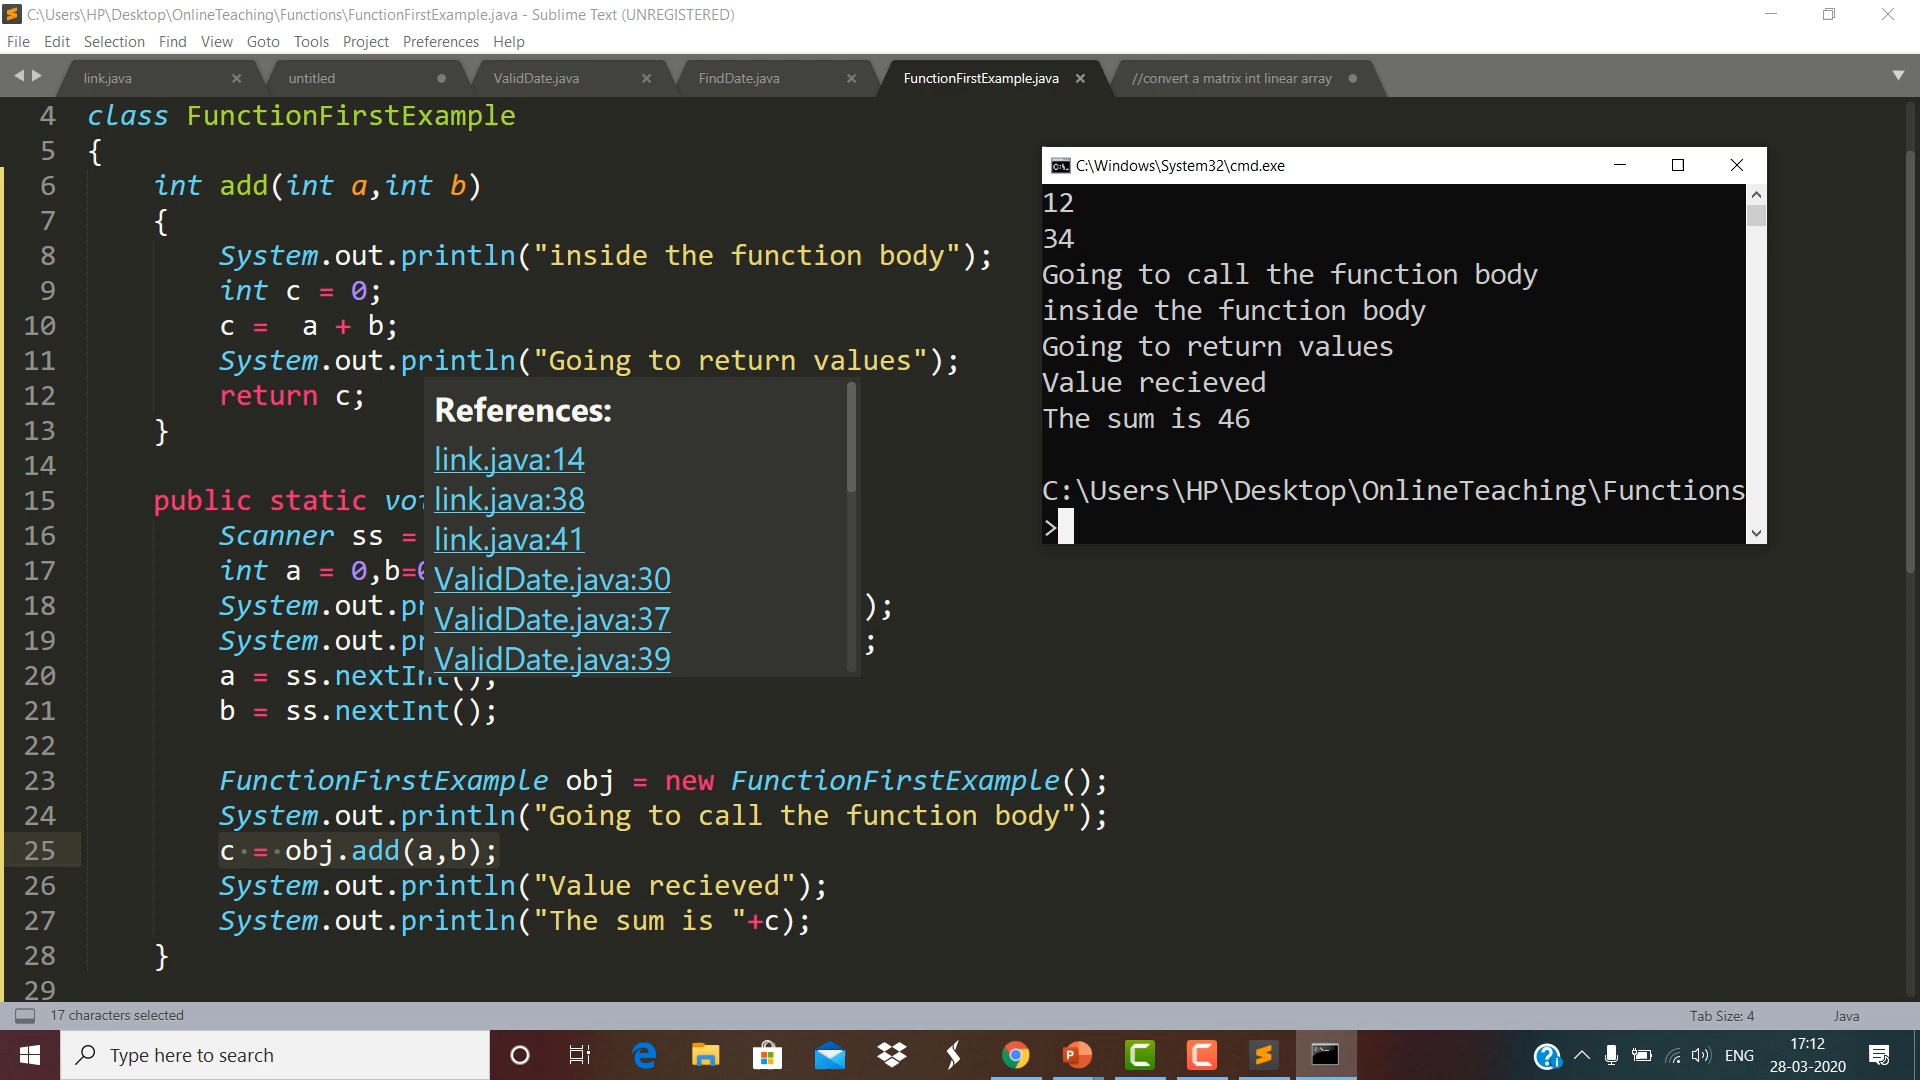 C:\Users\HP\Desktop\OnlineTeaching\Functions\FunctionFirstExample.java - Sublime Text (UNREGISTERED)
File Edit Selection Find View Goto Tools Project Preferences Help
link.java untitled ValidDate.java FindDate.java FunctionFirstExample.java //convert a matrix int linear array
4 class FunctionFirstExample
5 {
6 int add(int a,int b)
7 {
8 System.out.println("inside the function body");
9 int c = 0;
10 c =  a + b;
11 System.out.println("Going to return values");
12 return c;
13 }
14
15 public static
16 Scanner ss =
17 int a = 0,b=
18 System.out. );
19 System.out. ;
20 a = ss.nextInt();
21 b = ss.nextInt();
22
23 FunctionFirstExample obj = new FunctionFirstExample();
24 System.out.println("Going to call the function body");
25 c = obj.add(a,b);
26 System.out.println("Value recieved");
27 System.out.println("The sum is "+c);
28 }
29
References:
link.java:14
link.java:38
link.java:41
ValidDate.java:30
ValidDate.java:37
ValidDate.java:39
C:\Windows\System32\cmd.exe
12
34
Going to call the function body
inside the function body
Going to return values
Value recieved
The sum is 46
C:\Users\HP\Desktop\OnlineTeaching\Functions
>
17 characters selected Tab Size: 4 Java
Type here to search
ENG
17:12
28-03-2020